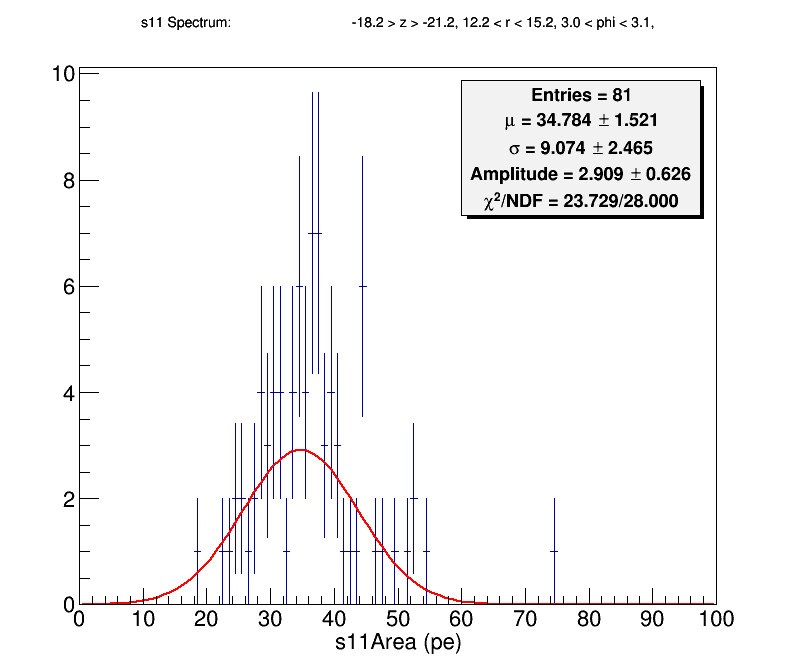 s11 Spectrum: -18.2 > z > -21.2, 12.2 < r < 15.2, 3.0 < phi < 3.1,
Entries = 81
μ = 34.784 ± 1.521
σ = 9.074 ± 2.465
Amplitude = 2.909 ± 0.626
χ²/NDF = 23.729/28.000
10
8
6
4
2
0
0 10 20 30 40 50 60 70 80 90 100
s11Area (pe)